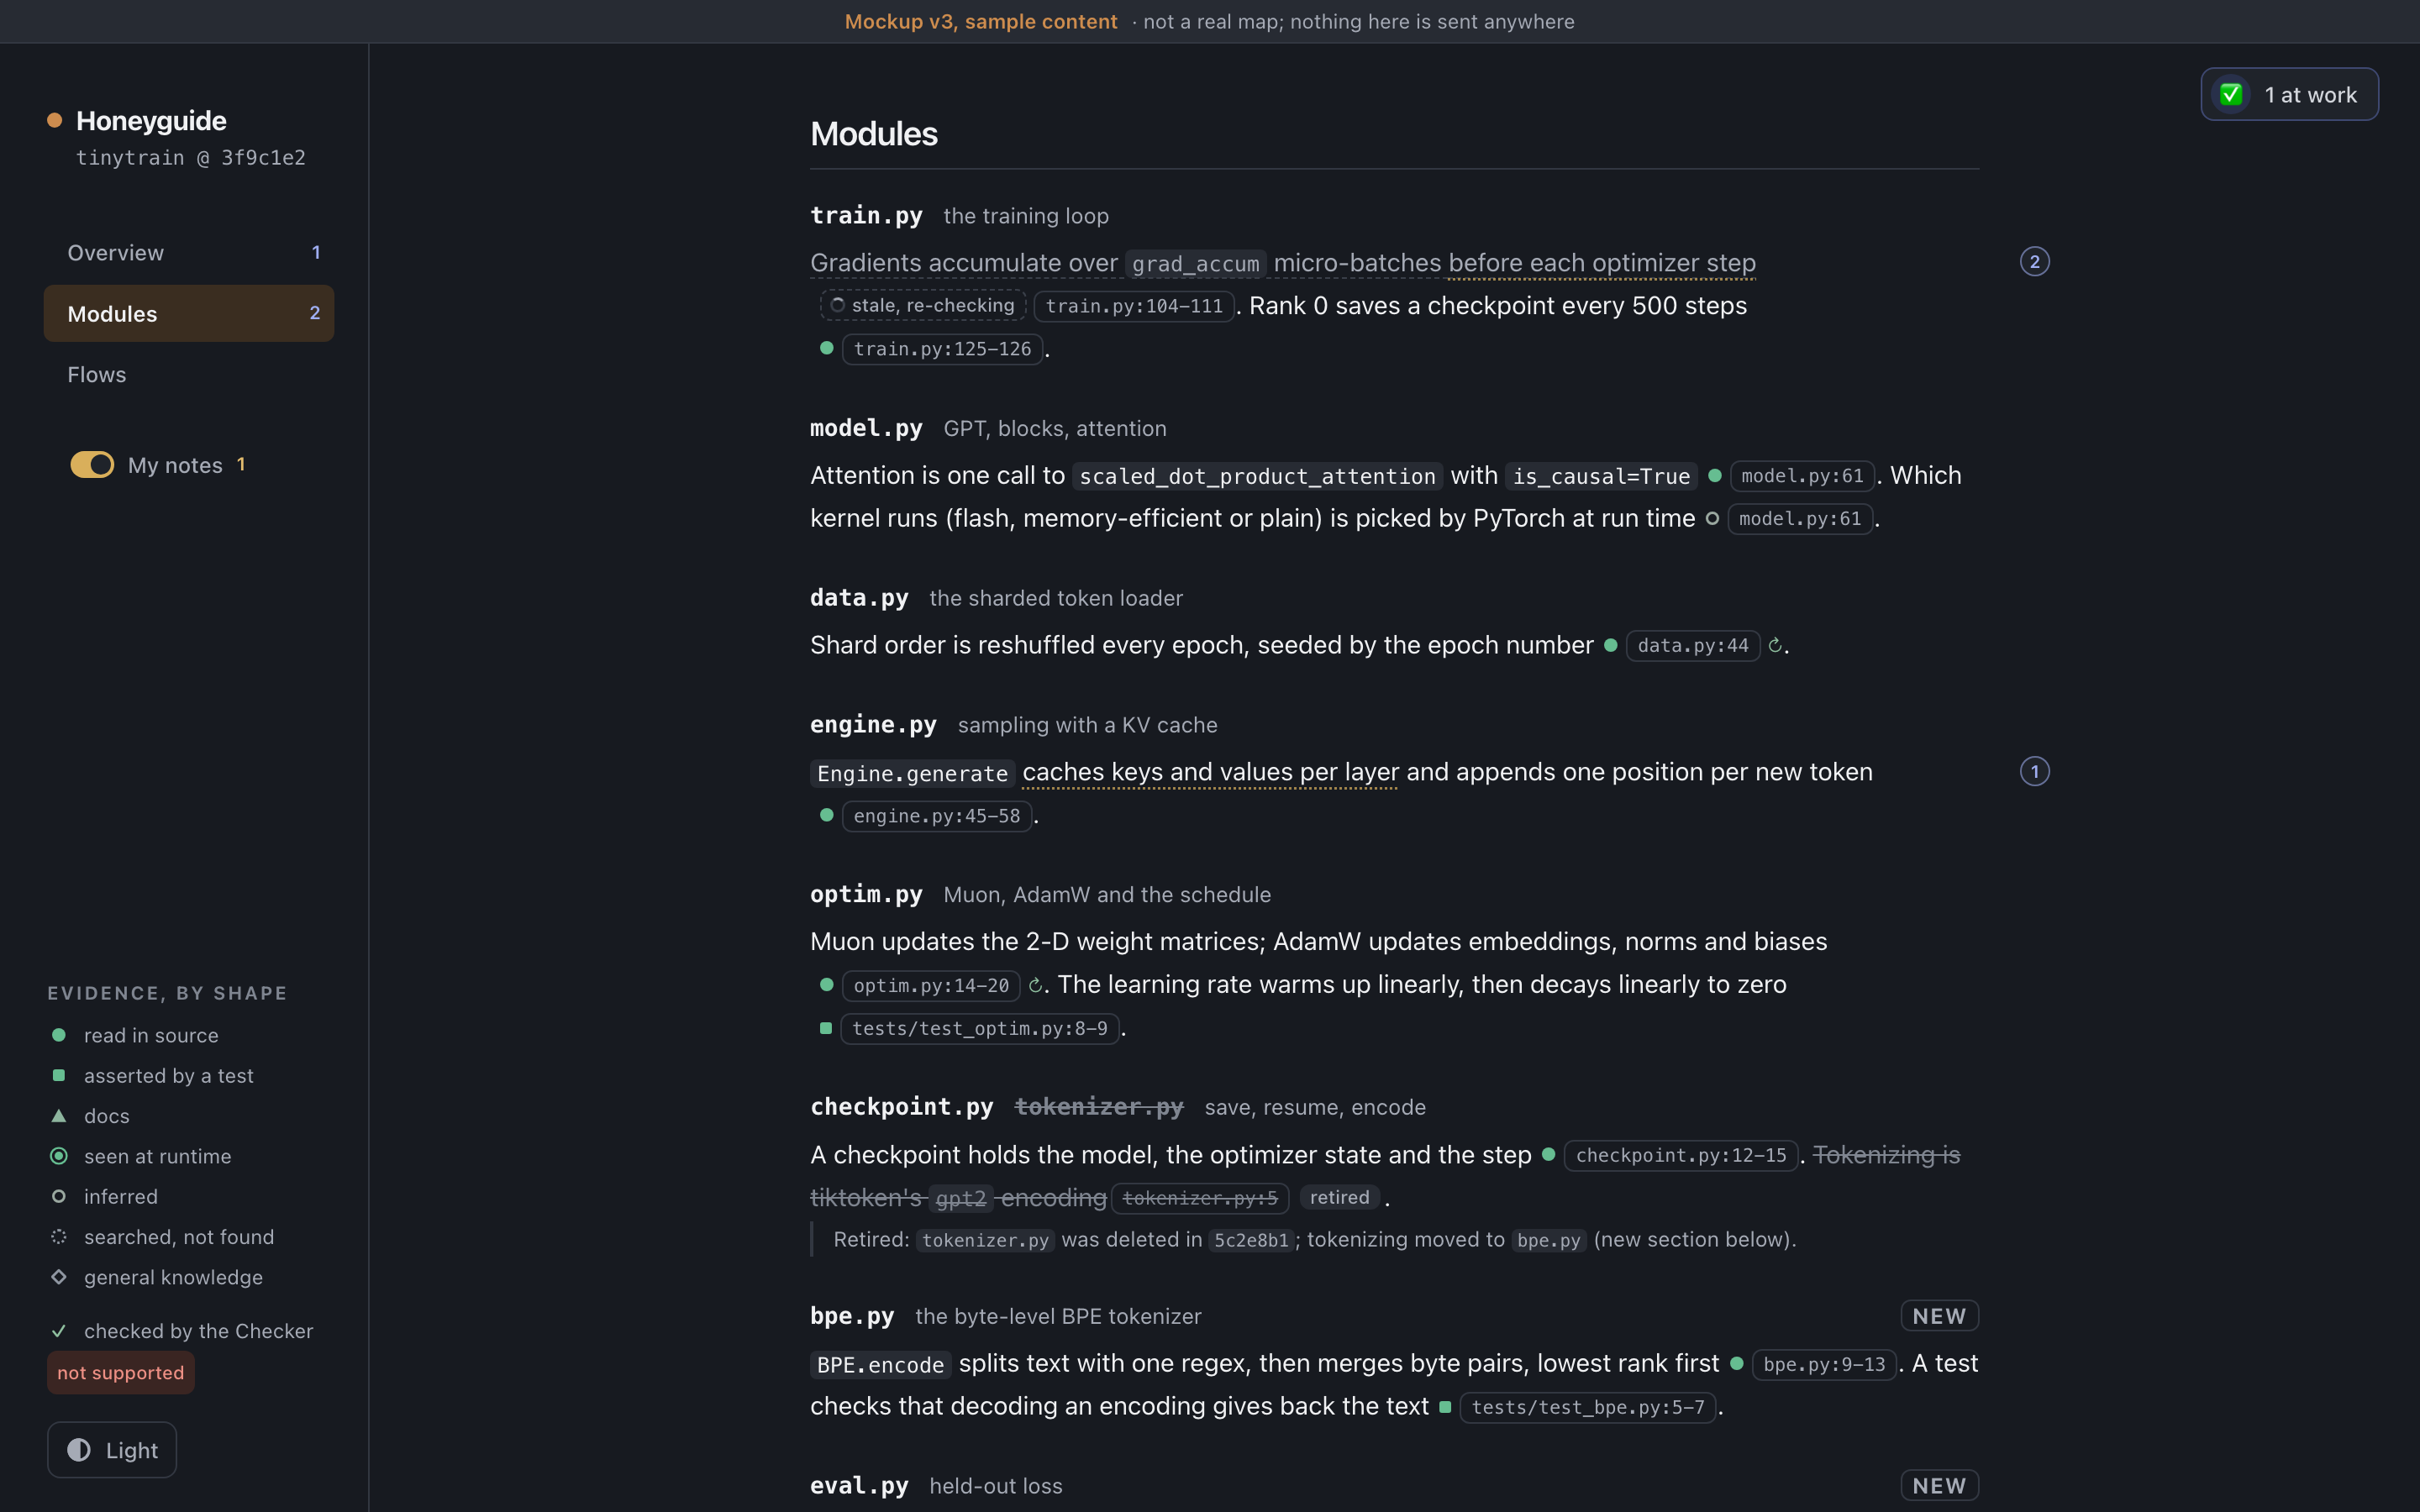 Mockup v3, sample content · not a real map; nothing here is sent anywhere
Honeyguide
tinytrain @ 3f9c1e2
Overview 1
Modules 2
Flows
My notes 1
EVIDENCE, BY SHAPE
read in source
asserted by a test
docs
seen at runtime
inferred
searched, not found
general knowledge
checked by the Checker
not supported
Light
1 at work
Modules
train.py the training loop
Gradients accumulate over grad_accum micro-batches before each optimizer step 2
stale, re-checking train.py:104–111. Rank 0 saves a checkpoint every 500 steps
train.py:125–126.
model.py GPT, blocks, attention
Attention is one call to scaled_dot_product_attention with is_causal=True model.py:61. Which
kernel runs (flash, memory-efficient or plain) is picked by PyTorch at run time model.py:61.
data.py the sharded token loader
Shard order is reshuffled every epoch, seeded by the epoch number data.py:44 ↻.
engine.py sampling with a KV cache
Engine.generate caches keys and values per layer and appends one position per new token 1
engine.py:45–58.
optim.py Muon, AdamW and the schedule
Muon updates the 2-D weight matrices; AdamW updates embeddings, norms and biases
optim.py:14–20 ↻. The learning rate warms up linearly, then decays linearly to zero
tests/test_optim.py:8–9.
checkpoint.py tokenizer.py save, resume, encode
A checkpoint holds the model, the optimizer state and the step checkpoint.py:12–15. Tokenizing is
tiktoken's gpt2 encoding tokenizer.py:5 retired.
Retired: tokenizer.py was deleted in 5c2e8b1; tokenizing moved to bpe.py (new section below).
bpe.py the byte-level BPE tokenizer NEW
BPE.encode splits text with one regex, then merges byte pairs, lowest rank first bpe.py:9–13. A test
checks that decoding an encoding gives back the text tests/test_bpe.py:5–7.
eval.py held-out loss NEW